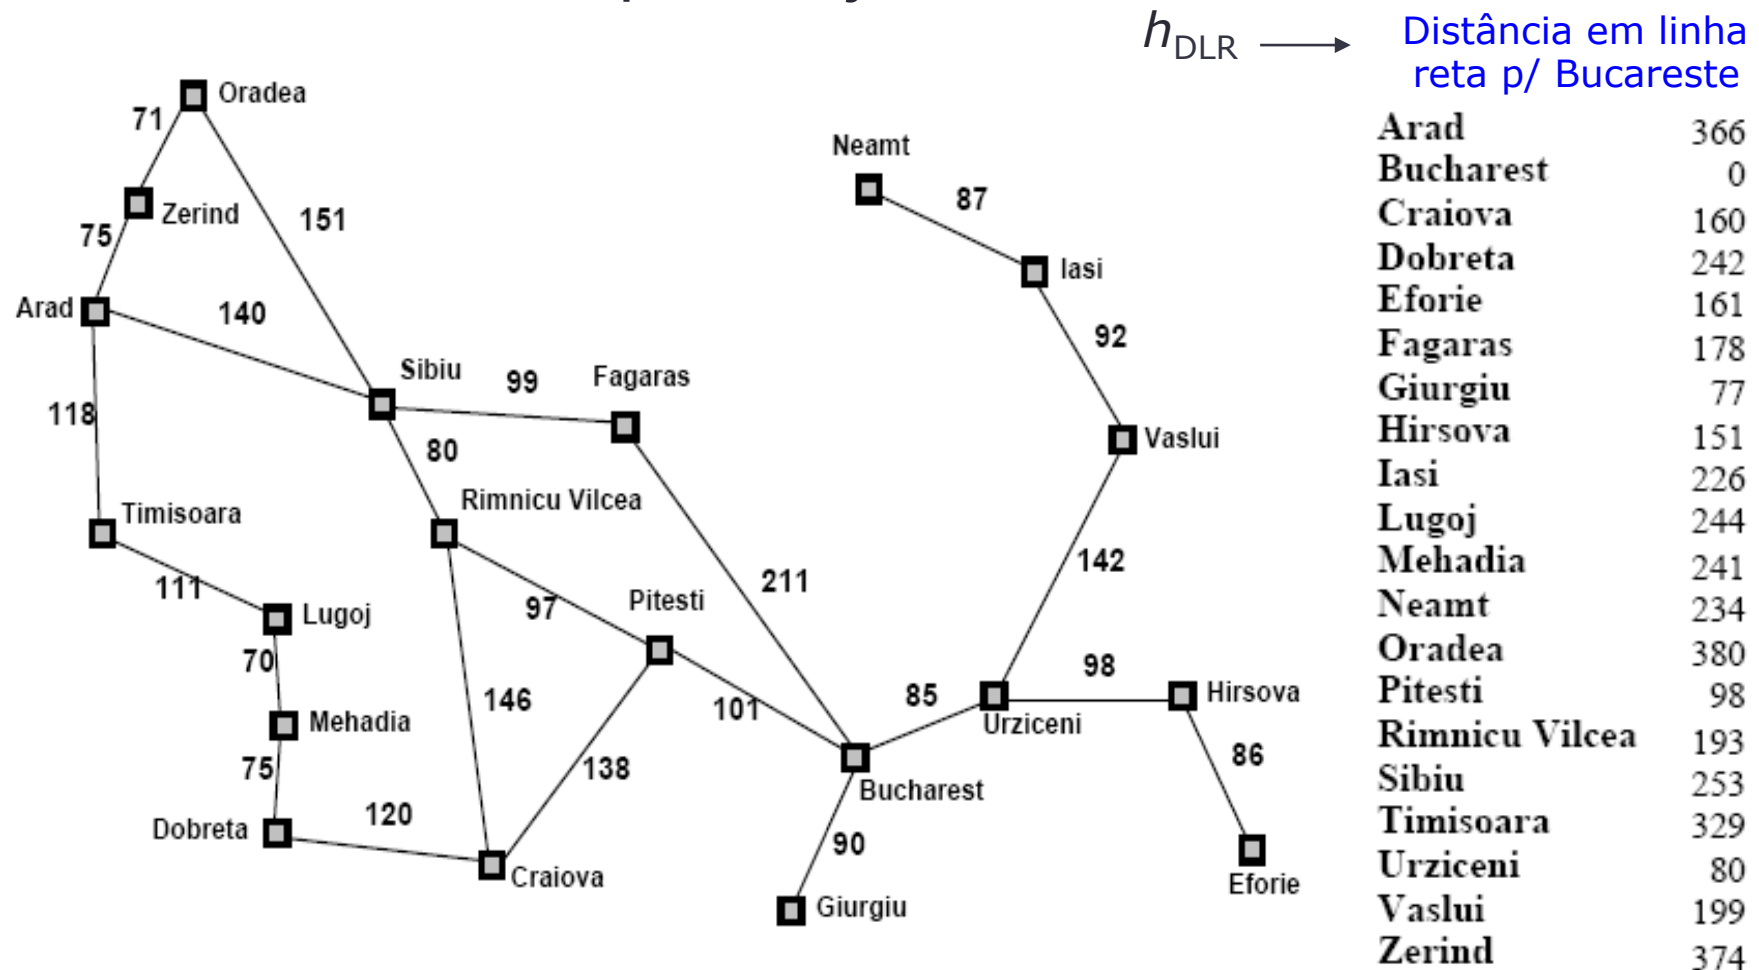 h DLR
Distância em linha
reta p/ Bucareste
Oradea
71
Neamt
Zerind
151
87
75
Iasi
Arad
140
92
Sibiu
99
Fagaras
118
80
Vaslui
Rimnicu Vilcea
Timisoara
142
111
211
97
Pitesti
Lugoj
70
98
146
85
Hirsova
101
Mehadia
Urziceni
75
138
86
Bucharest
120
Dobreta
90
Craiova
Eforie
Giurgiu
Arad 366
Bucharest 0
Craiova 160
Dobreta 242
Eforie 161
Fagaras 178
Giurgiu 77
Hirsova 151
Iasi 226
Lugoj 244
Mehadia 241
Neamt 234
Oradea 380
Pitesti 98
Rimnicu Vilcea 193
Sibiu 253
Timisoara 329
Urziceni 80
Vaslui 199
Zerind 374